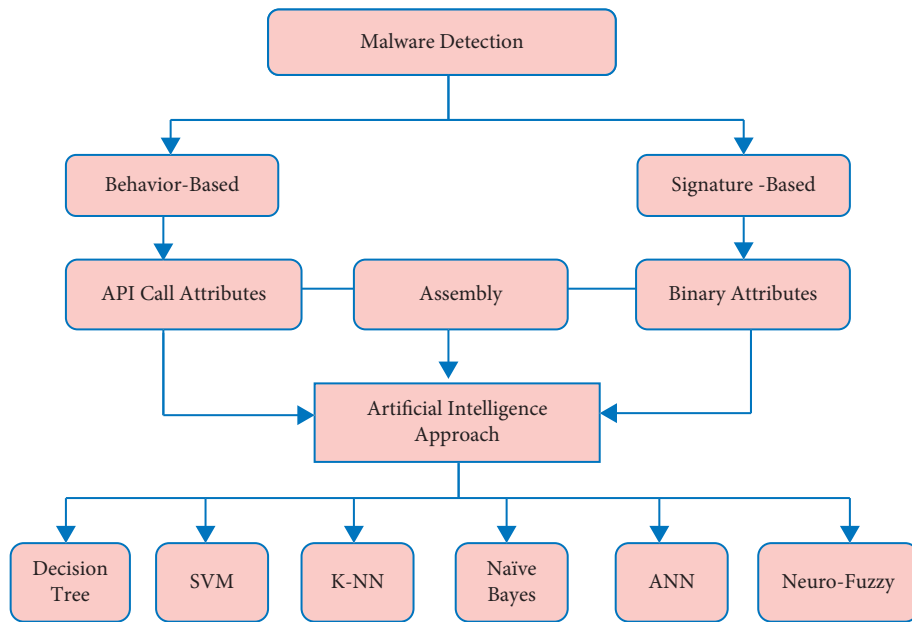 Malware Detection
Behavior-Based
Signature -Based
API Call Attributes
Assembly
Binary Attributes
Artificial Intelligence
Approach
Decision
Tree
SVM
K-NN
Naïve
Bayes
ANN
Neuro-Fuzzy